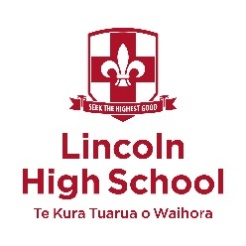 SEEK THE HIGHEST GOOD
Lincoln
High School
Te Kura Tuarua o Waihora